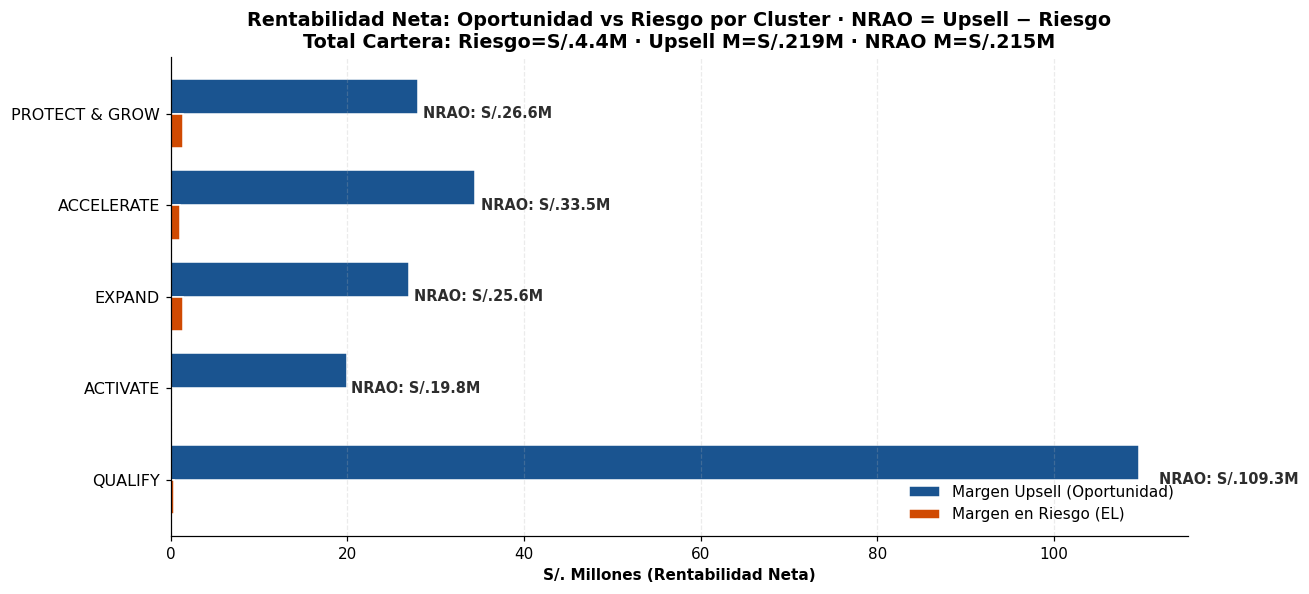 Rentabilidad Neta: Oportunidad vs Riesgo por Cluster · NRAO = Upsell − Riesgo
Total Cartera: Riesgo=S/.4.4M · Upsell M=S/.219M · NRAO M=S/.215M
PROTECT & GROW
NRAO: S/.26.6M
ACCELERATE
NRAO: S/.33.5M
EXPAND
NRAO: S/.25.6M
ACTIVATE
NRAO: S/.19.8M
QUALIFY
NRAO: S/.109.3M
Margen Upsell (Oportunidad)
Margen en Riesgo (EL)
0 20 40 60 80 100
S/. Millones (Rentabilidad Neta)